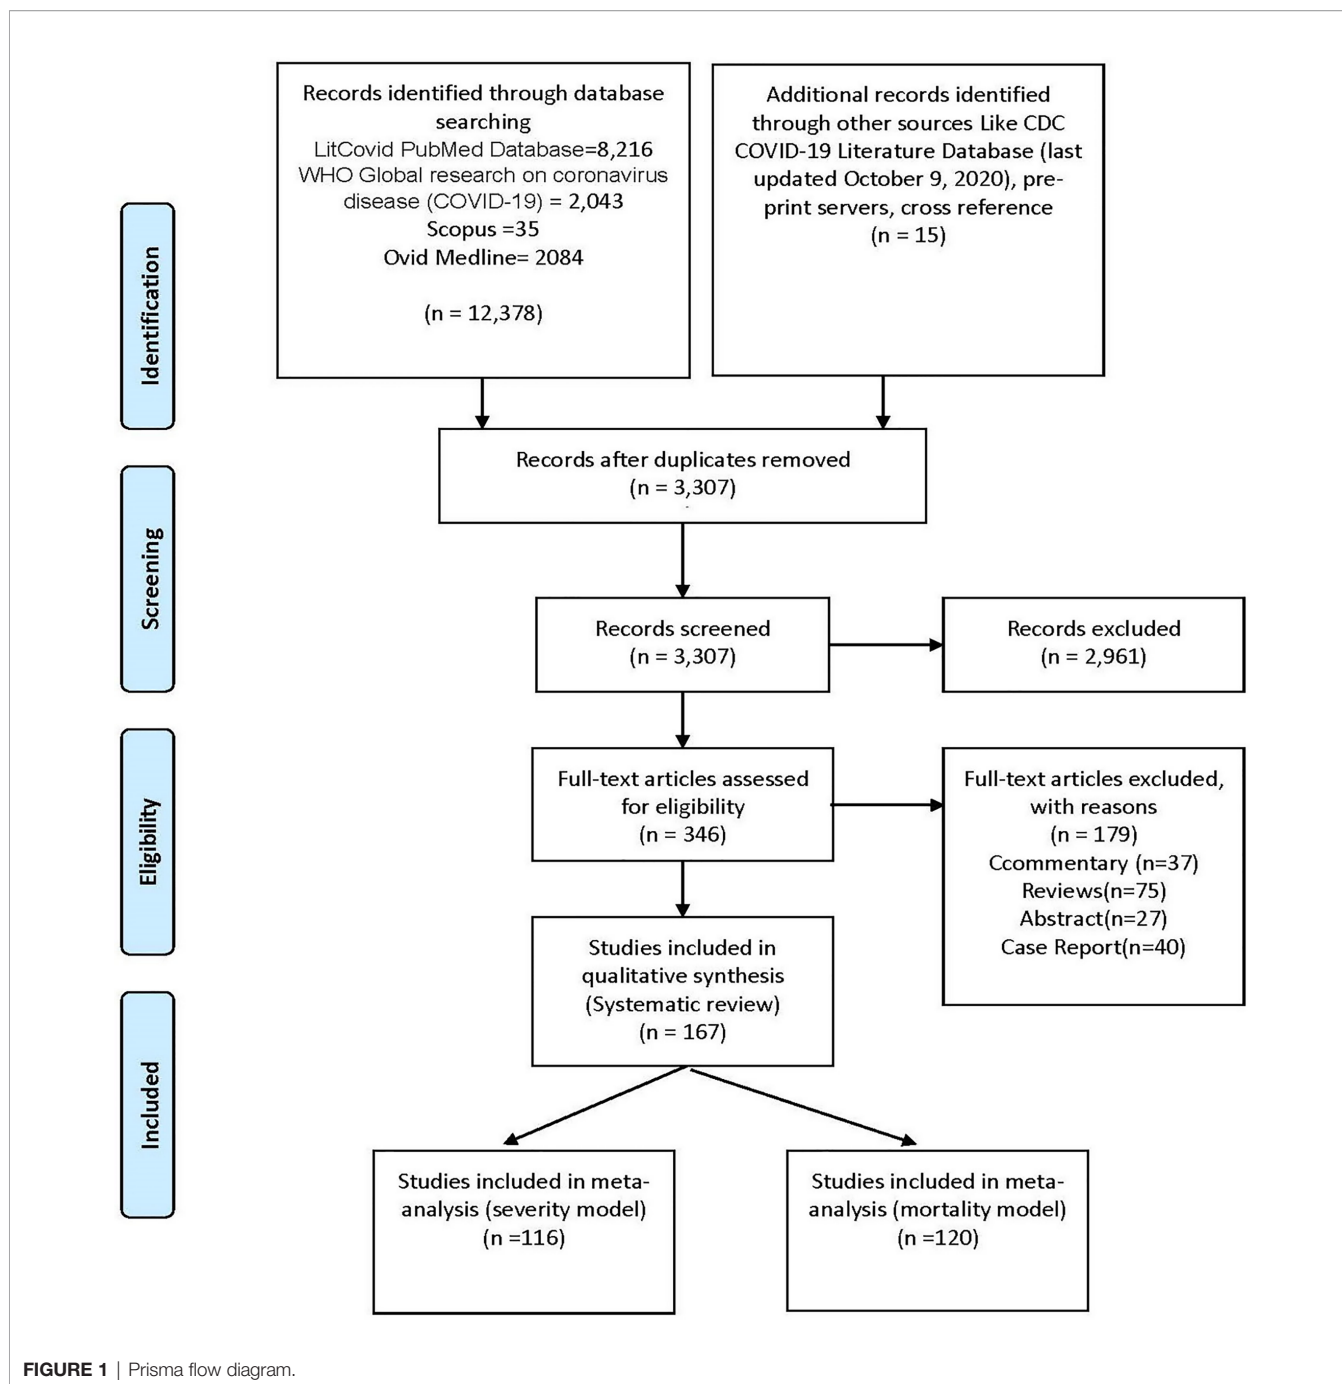 Records identified through database
searching
LitCovid PubMed Database=8,216
WHO Global research on coronavirus
disease (COVID-19) = 2,043
Scopus =35
Ovid Medline= 2084
(n = 12,378)
Additional records identified
through other sources Like CDC
COVID-19 Literature Database (last
updated October 9, 2020), pre-
print servers, cross reference
(n = 15)
Identification
Records after duplicates removed
(n = 3,307)
Screening
Records screened
(n = 3,307)
Records excluded
(n = 2,961)
Eligibility
Full-text articles assessed
for eligibility
(n = 346)
Full-text articles excluded,
with reasons
(n = 179)
Ccommentary (n=37)
Reviews(n=75)
Abstract(n=27)
Case Report(n=40)
Studies included in
qualitative synthesis
(Systematic review)
(n = 167)
Included
Studies included in meta-
analysis (severity model)
(n =116)
Studies included in meta-
analysis (mortality model)
(n =120)
FIGURE 1 | Prisma flow diagram.